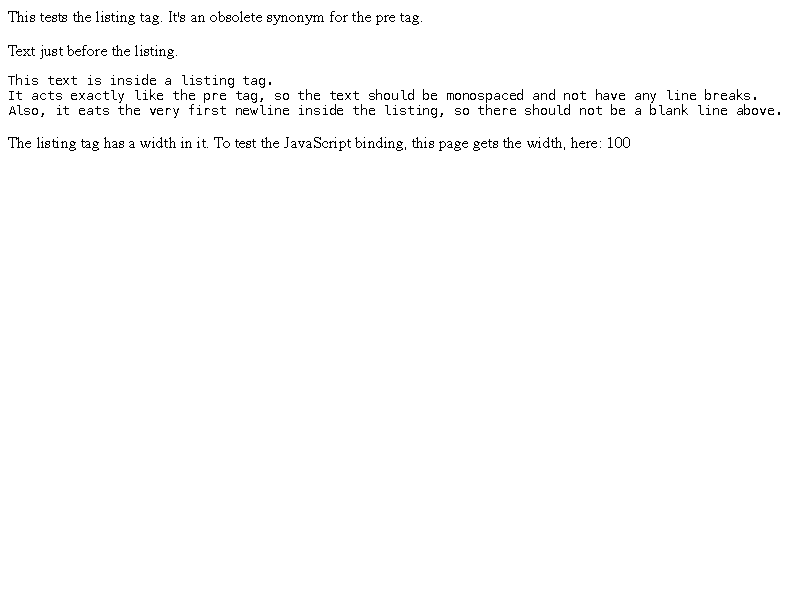 This tests the listing tag. It's an obsolete synonym for the pre tag.
Text just before the listing.
This text is inside a listing tag.
It acts exactly like the pre tag, so the text should be monospaced and not have any line breaks.
Also, it eats the very first newline inside the listing, so there should not be a blank line above.
The listing tag has a width in it. To test the JavaScript binding, this page gets the width, here: 100